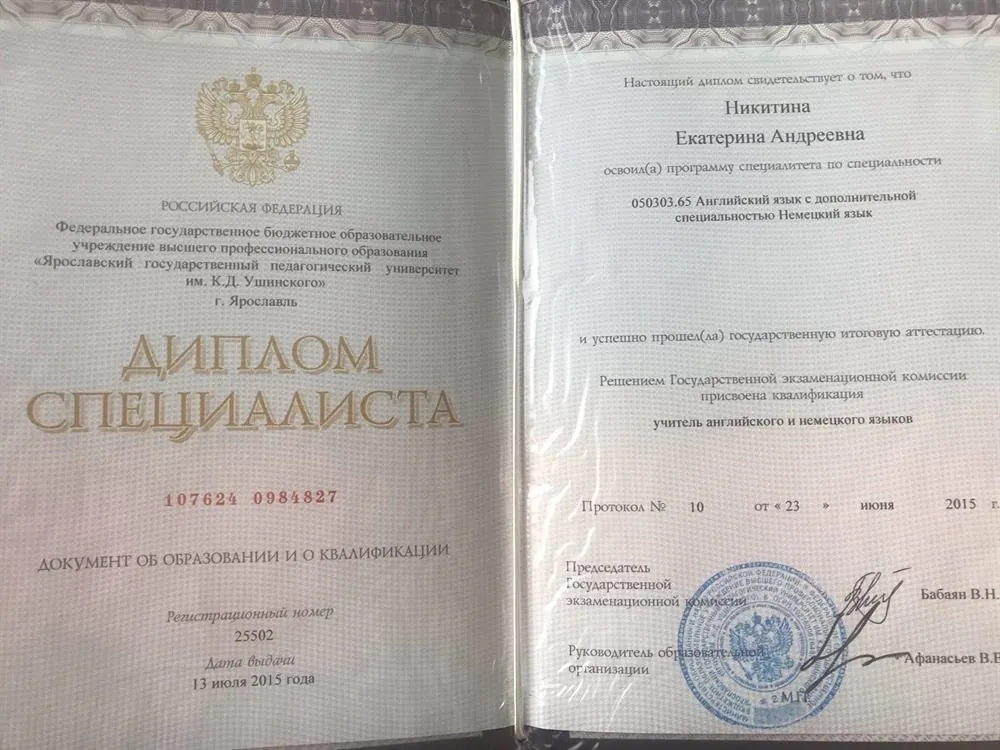 РОССИЙСКАЯ ФЕДЕРАЦИЯ
Федеральное государственное бюджетное образовательное
учреждение высшего профессионального образования
«Ярославский государственный педагогический университет
им. К.Д. Ушинского»
г. Ярославль
ДИПЛОМ
СПЕЦИАЛИСТА
107624 0984827
ДОКУМЕНТ ОБ ОБРАЗОВАНИИ И О КВАЛИФИКАЦИИ
Регистрационный номер
25502
Дата выдачи
13 июля 2015 года
Настоящий диплом свидетельствует о том, что
Никитина
Екатерина Андреевна
освоил(а) программу специалитета по специальности
050303.65 Английский язык с дополнительной
специальностью Немецкий язык
и успешно прошел(ла) государственную итоговую аттестацию.
Решением Государственной экзаменационной комиссии
присвоена квалификация
учитель английского и немецкого языков
Протокол № 10 от « 23 » июня 2015 г.
Председатель
Государственной
экзаменационной комиссии
Бабаян В.Н.
Руководитель образовательной
организации
Афанасьев В.В
М.П.